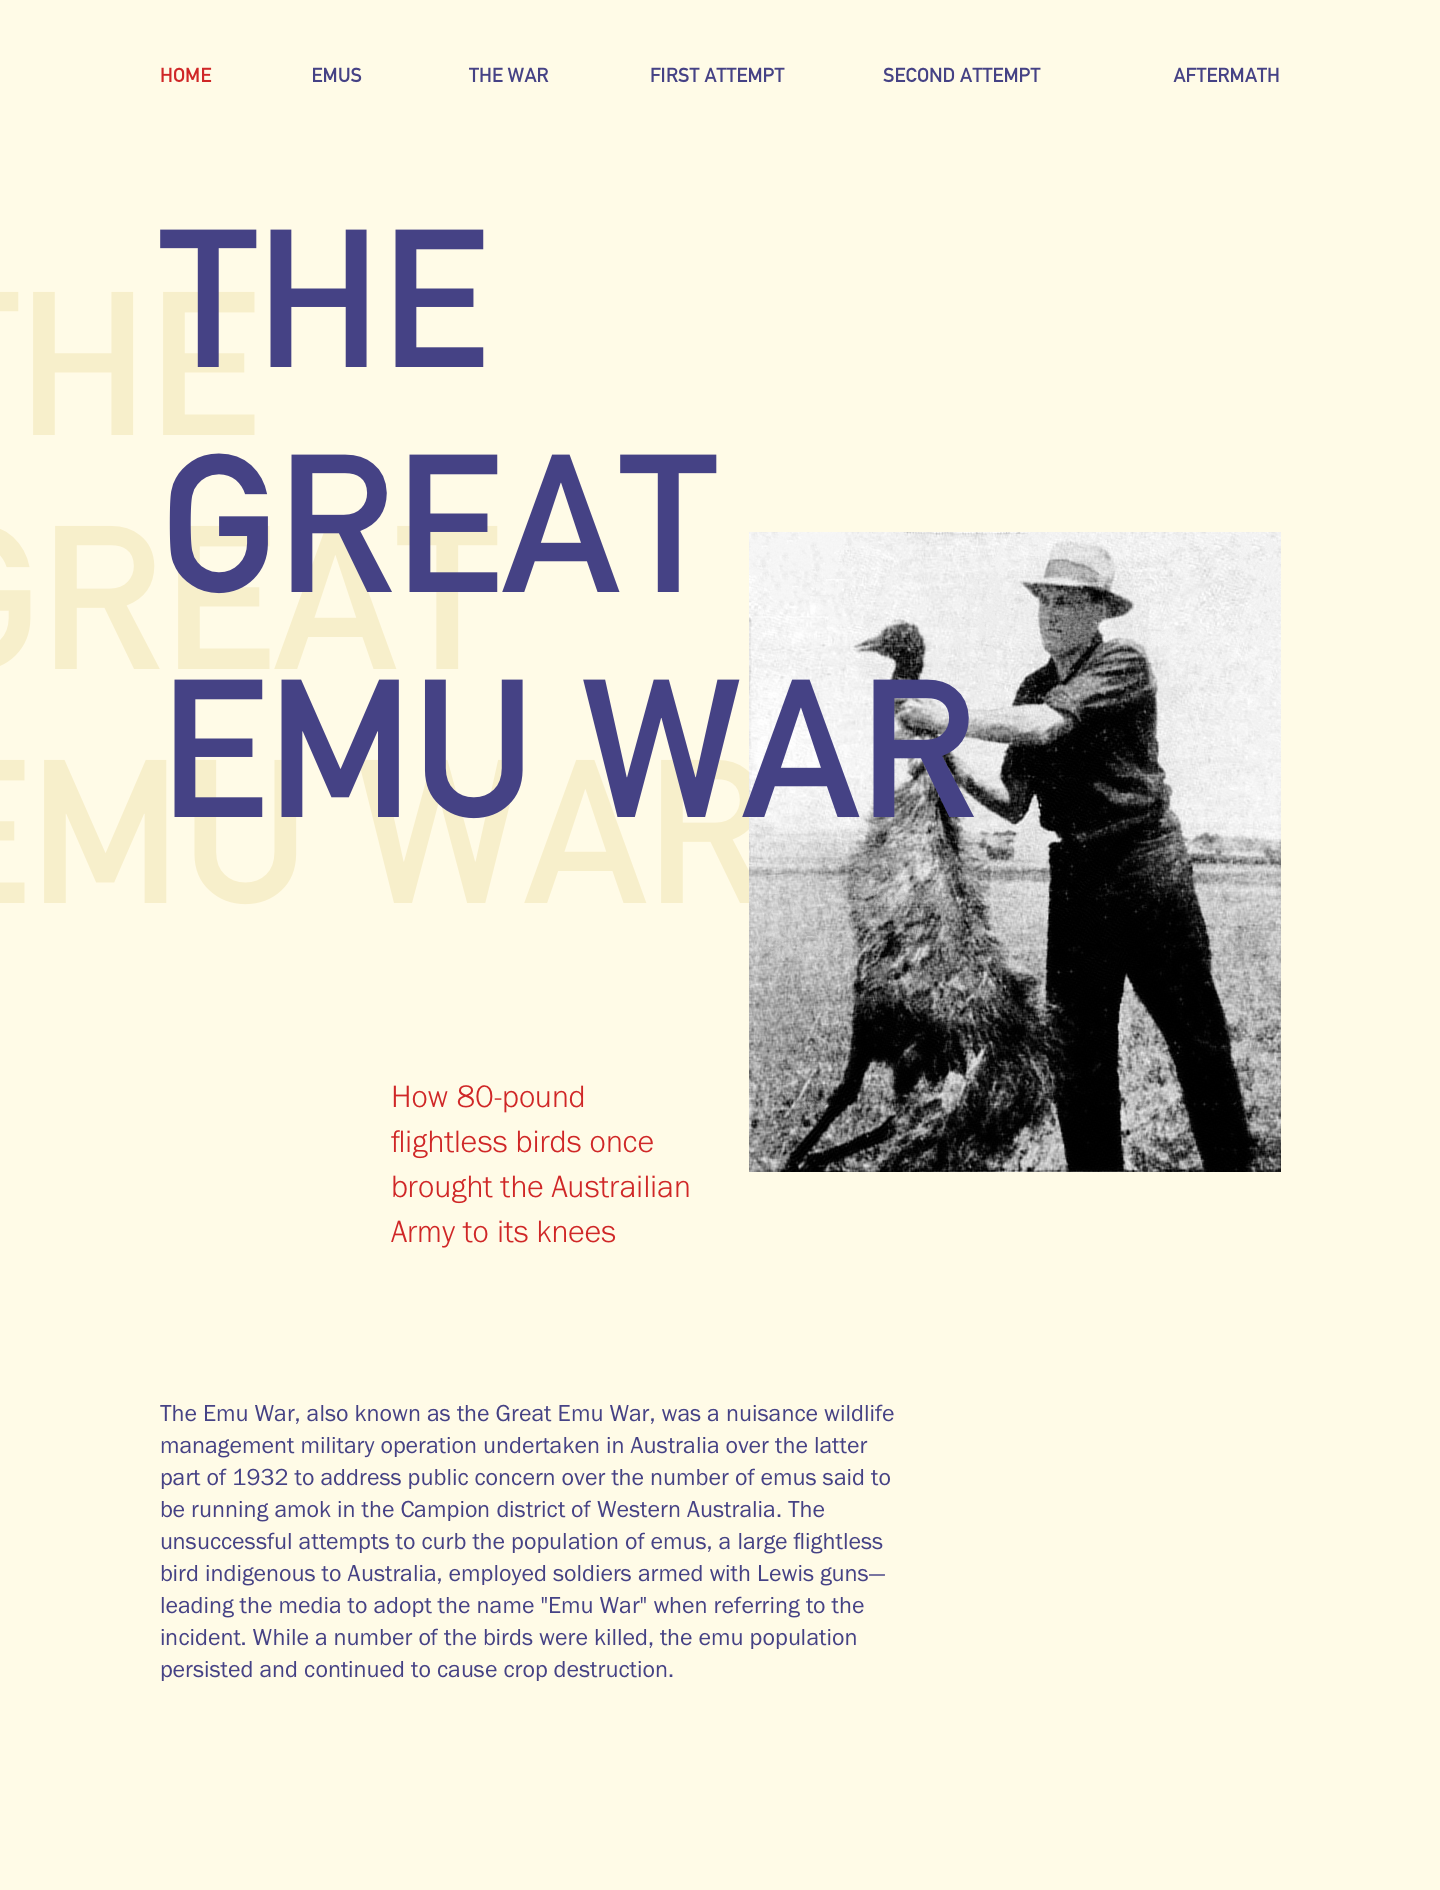 HOME EMUS THE WAR FIRST ATTEMPT SECOND ATTEMPT AFTERMATH
THE
GREAT
EMU WAR
THE
GREAT
EMU WAR
How 80-pound
flightless birds once
brought the Austrailian
Army to its knees
The Emu War, also known as the Great Emu War, was a nuisance wildlife
management military operation undertaken in Australia over the latter
part of 1932 to address public concern over the number of emus said to
be running amok in the Campion district of Western Australia. The
unsuccessful attempts to curb the population of emus, a large flightless
bird indigenous to Australia, employed soldiers armed with Lewis guns—
leading the media to adopt the name "Emu War" when referring to the
incident. While a number of the birds were killed, the emu population
persisted and continued to cause crop destruction.